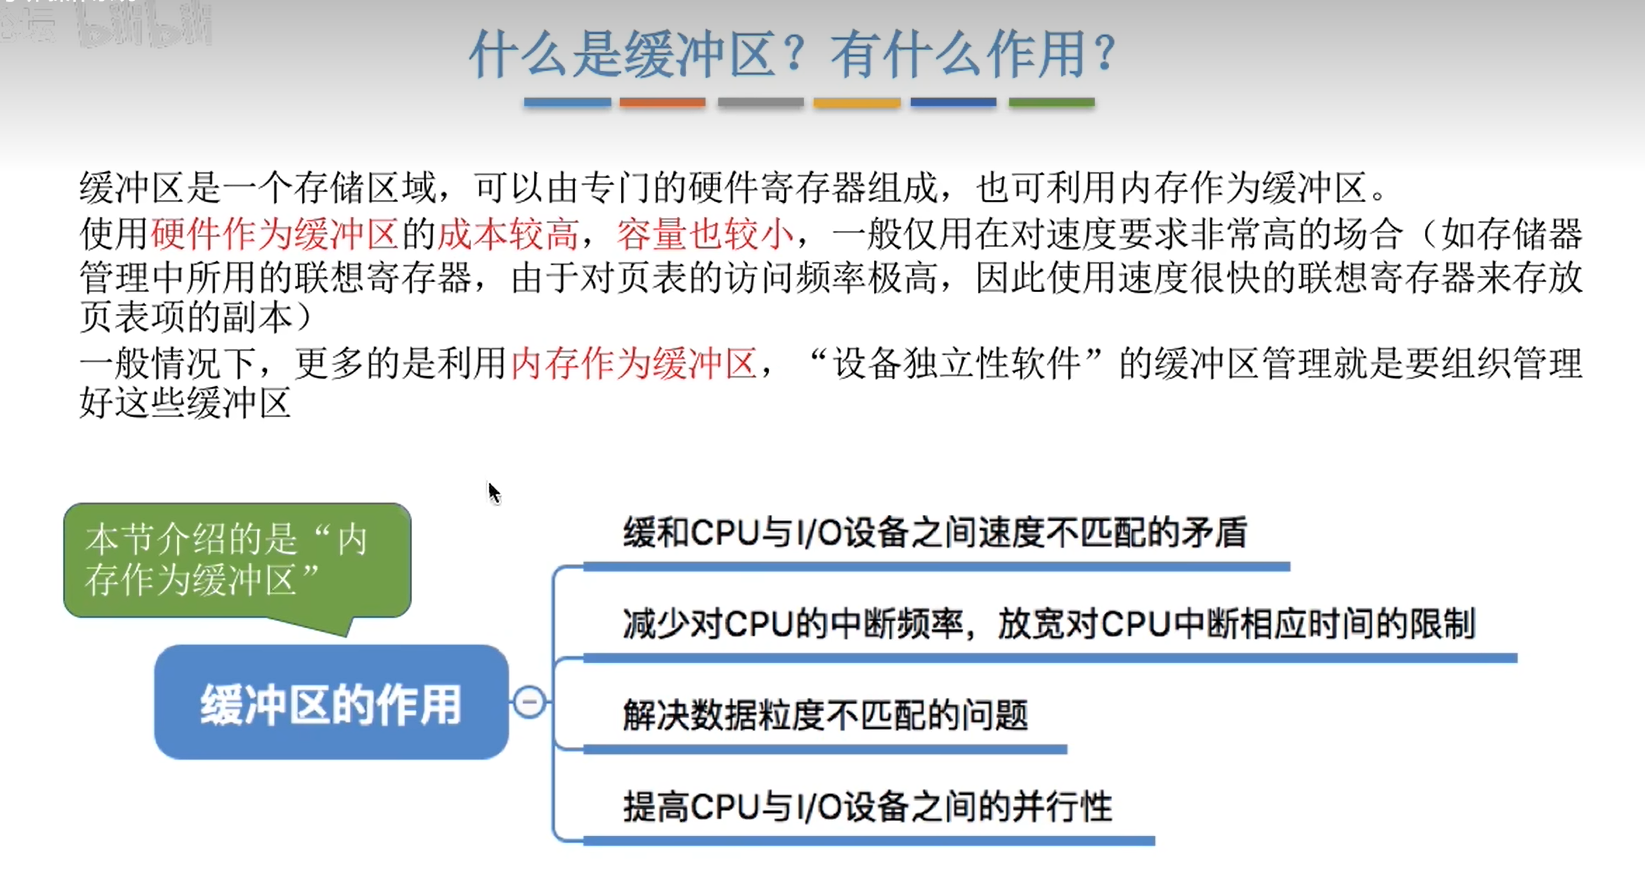 bilibili
什么是缓冲区？有什么作用？
缓冲区是一个存储区域，可以由专门的硬件寄存器组成，也可利用内存作为缓冲区。
使用硬件作为缓冲区的成本较高，容量也较小，一般仅用在对速度要求非常高的场合（如存储器
管理中所用的联想寄存器，由于对页表的访问频率极高，因此使用速度很快的联想寄存器来存放
页表项的副本）
一般情况下，更多的是利用内存作为缓冲区，“设备独立性软件”的缓冲区管理就是要组织管理
好这些缓冲区
本节介绍的是“内
存作为缓冲区”
缓冲区的作用
缓和CPU与I/O设备之间速度不匹配的矛盾
减少对CPU的中断频率，放宽对CPU中断相应时间的限制
解决数据粒度不匹配的问题
提高CPU与I/O设备之间的并行性